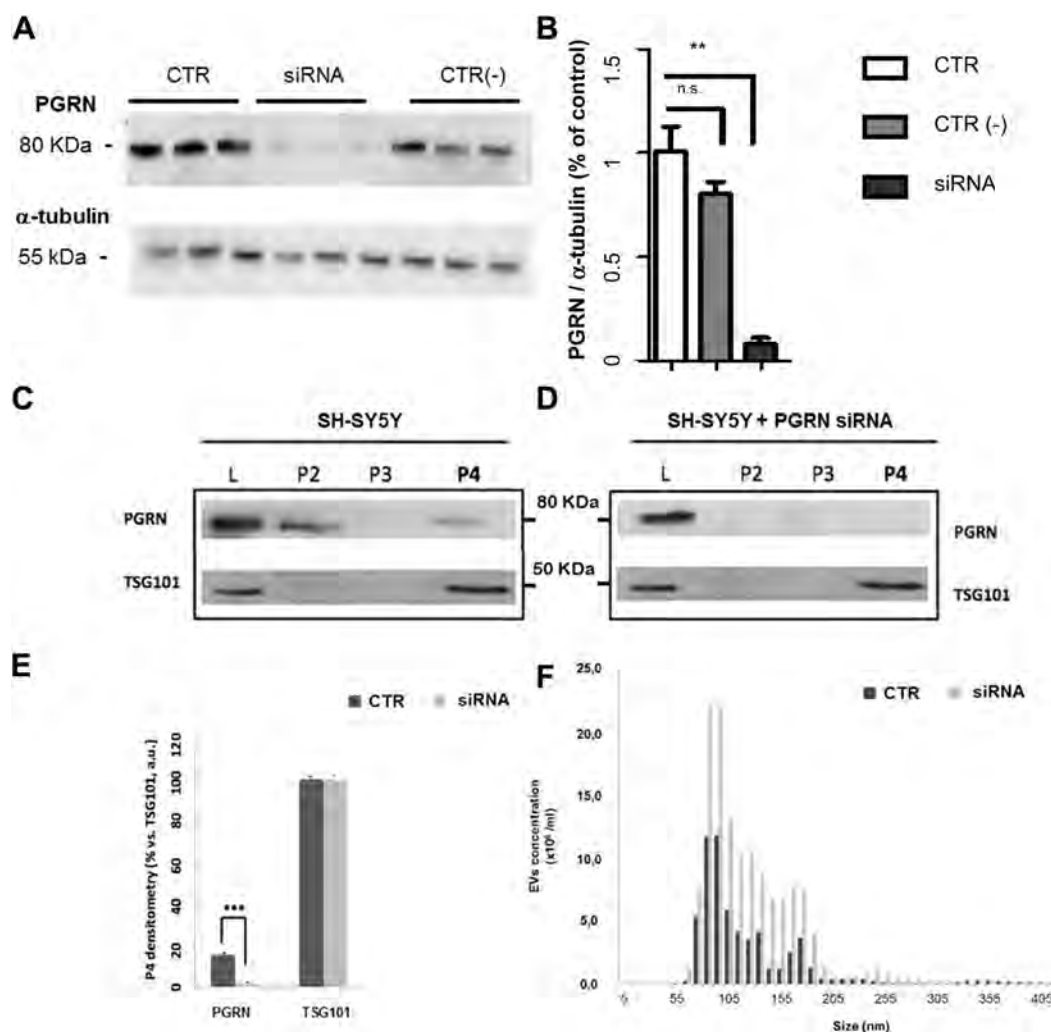 A
CTR siRNA CTR(-)
PGRN
80 KDa -
α-tubulin
55 kDa -
B
PGRN / α-tubulin (% of control)
1.5
1
0.5
0
**
n.s.
CTR
CTR (-)
siRNA
C
SH-SY5Y
L P2 P3 P4
PGRN
TSG101
80 KDa
50 KDa
D
SH-SY5Y + PGRN siRNA
L P2 P3 P4
PGRN
TSG101
E
CTR siRNA
P4 densitometry (% vs. TSG101, a.u.)
120
100
80
60
40
20
0
***
PGRN TSG101
F
CTR siRNA
EVs concentration
(x10⁶ /ml)
25,0
20,0
15,0
10,0
5,0
0,0
55 105 155 205 255 305 355 405
Size (nm)